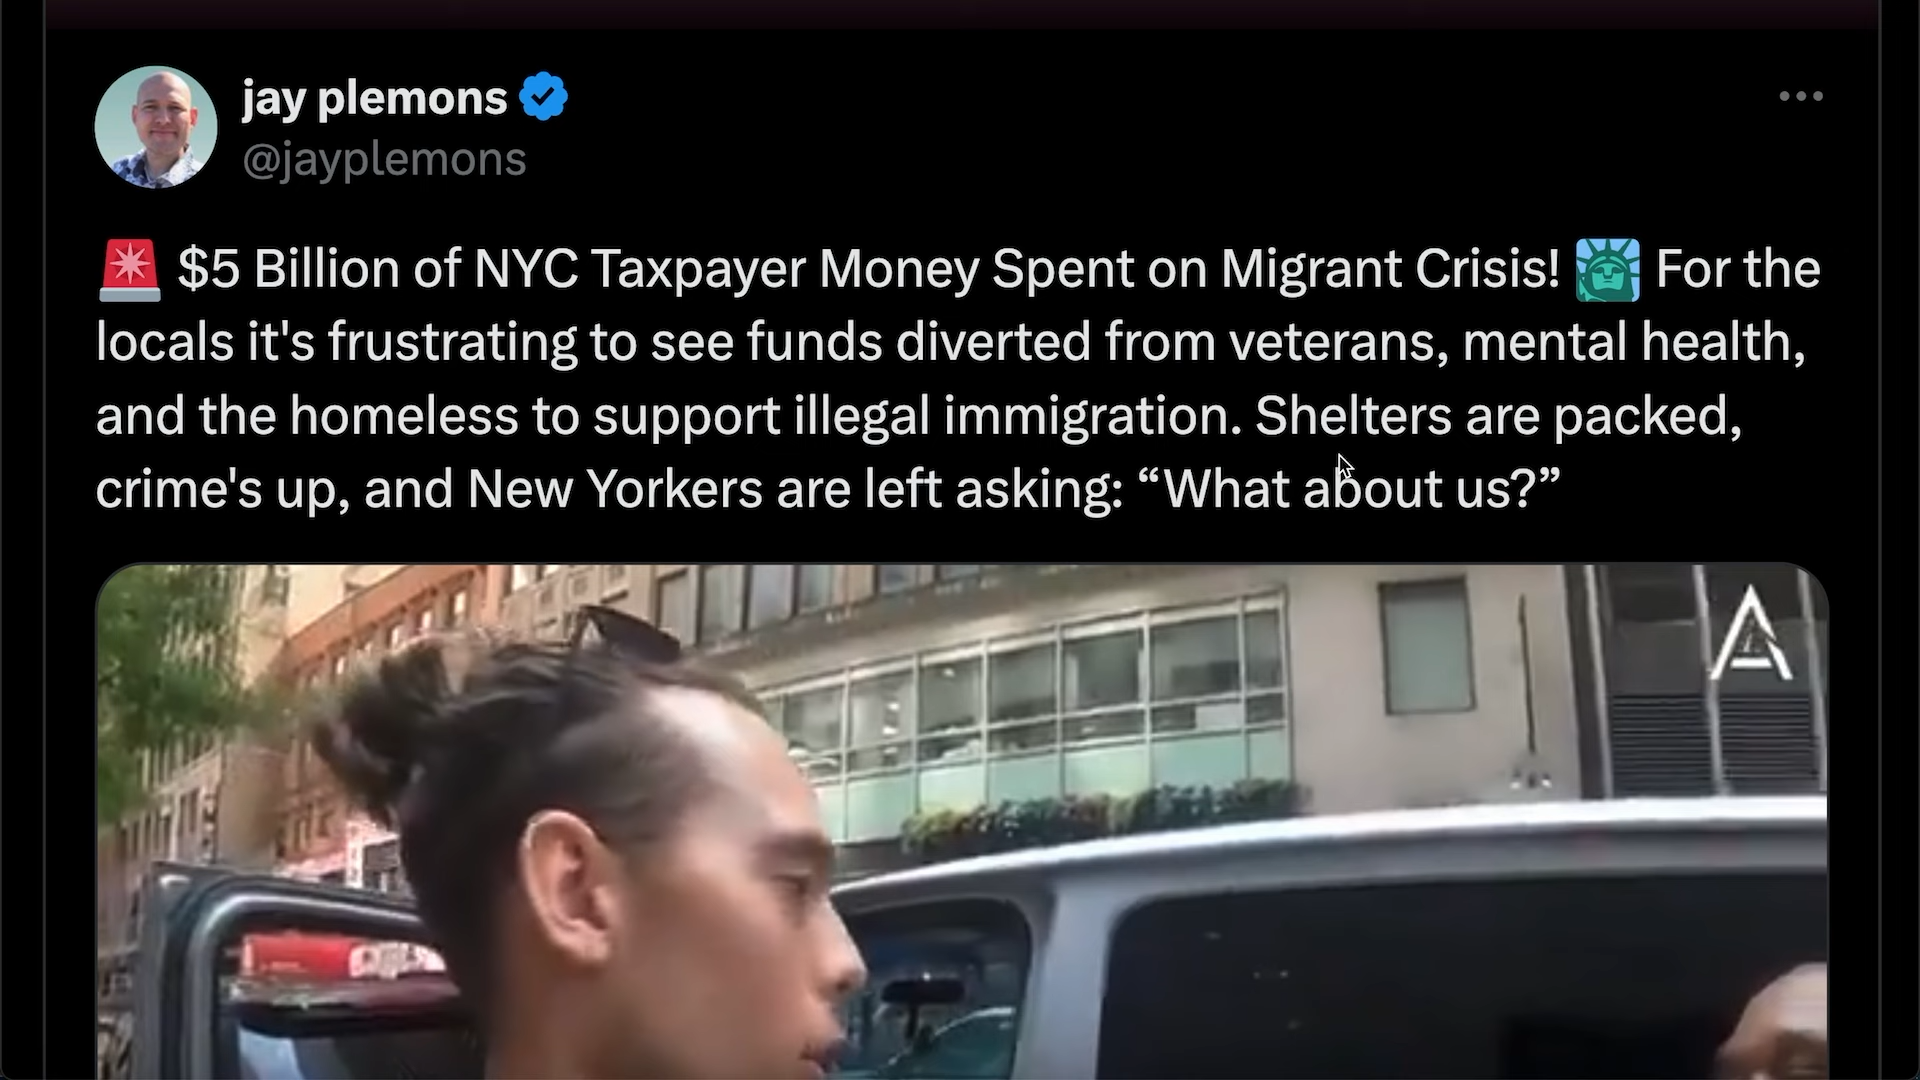 jay plemons
@jayplemons
🚨 $5 Billion of NYC Taxpayer Money Spent on Migrant Crisis! 🗽 For the
locals it's frustrating to see funds diverted from veterans, mental health,
and the homeless to support illegal immigration. Shelters are packed,
crime's up, and New Yorkers are left asking: “What about us?”